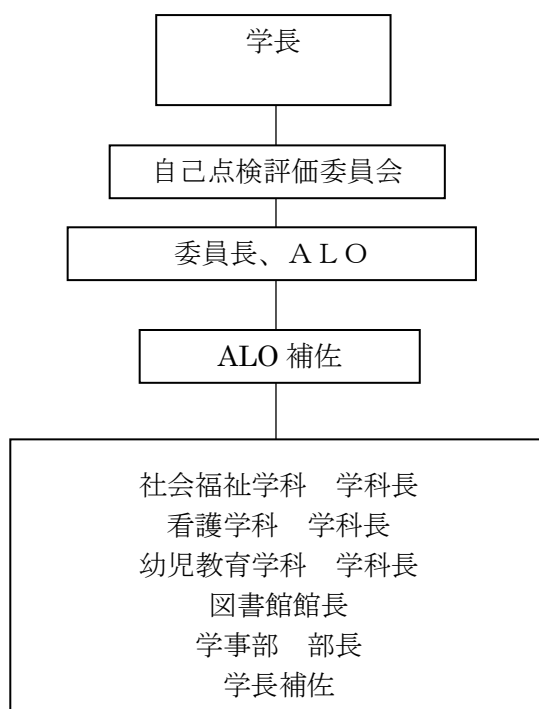 学長
自己点検評価委員会
委員長、ＡＬＯ
ALO 補佐
社会福祉学科　学科長
看護学科　学科長
幼児教育学科　学科長
図書館館長
学事部　部長
学長補佐